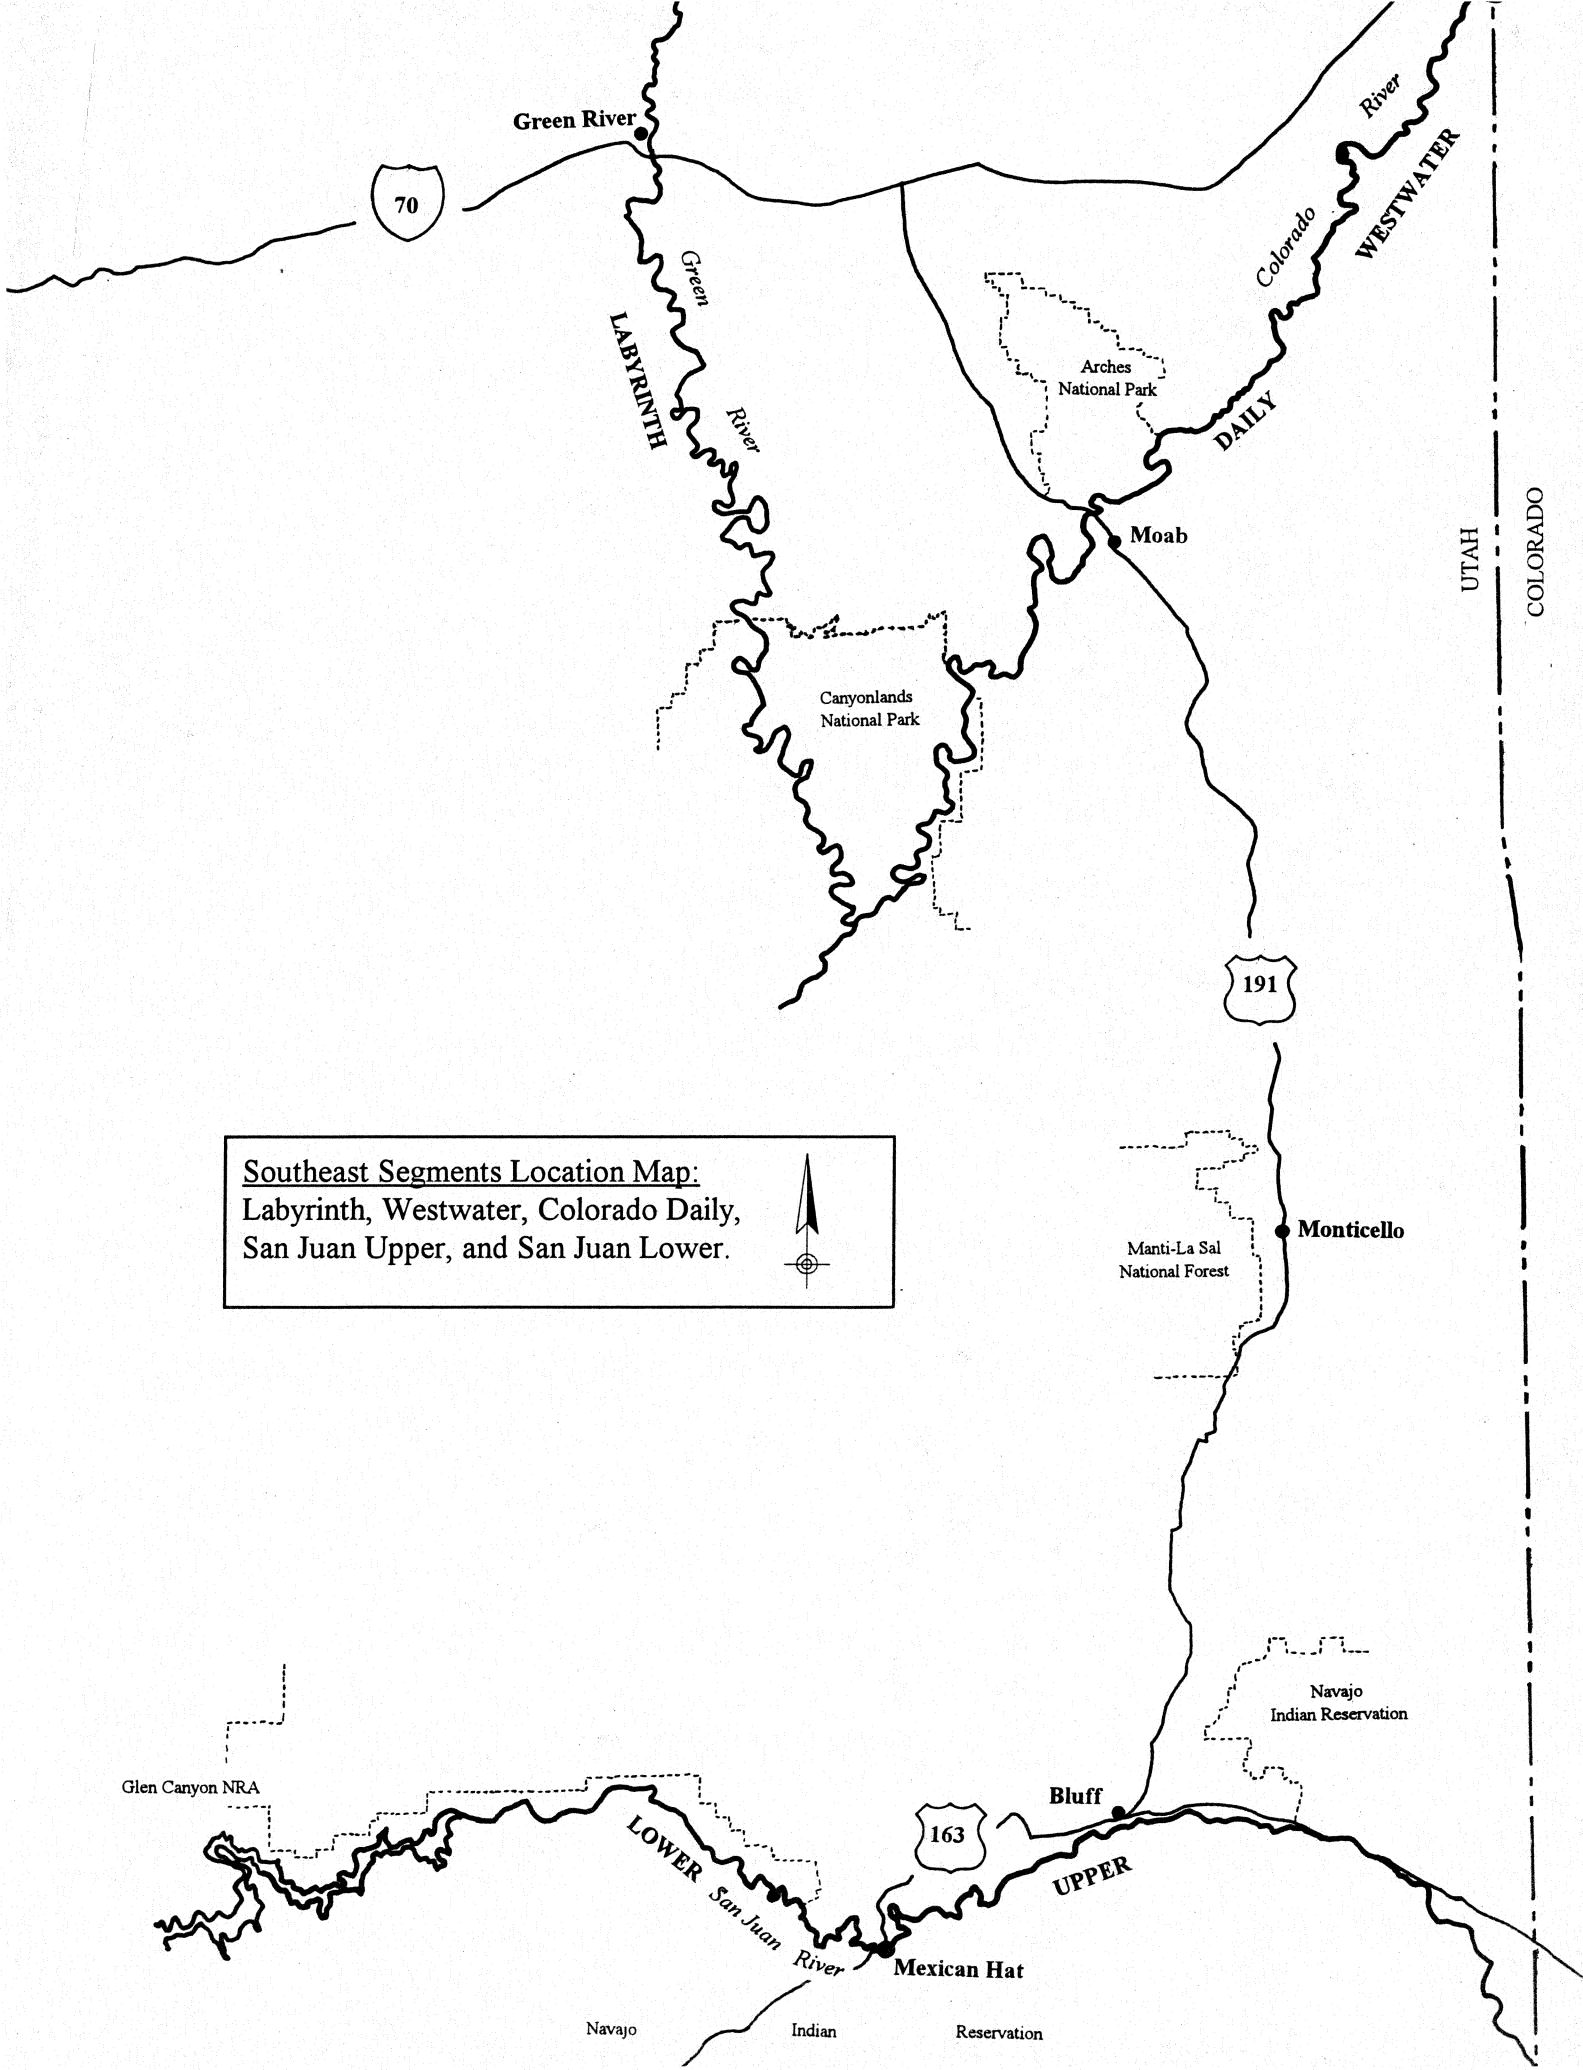 River
Green River
WESTWATER
70
Colorado
Green
LABYRINTH
Arches
National Park
River
DAILY
Moab
UTAH
COLORADO
Canyonlands
National Park
191
Southeast Segments Location Map:
Labyrinth, Westwater, Colorado Daily,
San Juan Upper, and San Juan Lower.
Monticello
Manti-La Sal
National Forest
Navajo
Indian Reservation
Glen Canyon NRA
Bluff
163
LOWER
UPPER
San Juan
River
Mexican Hat
Navajo Indian Reservation